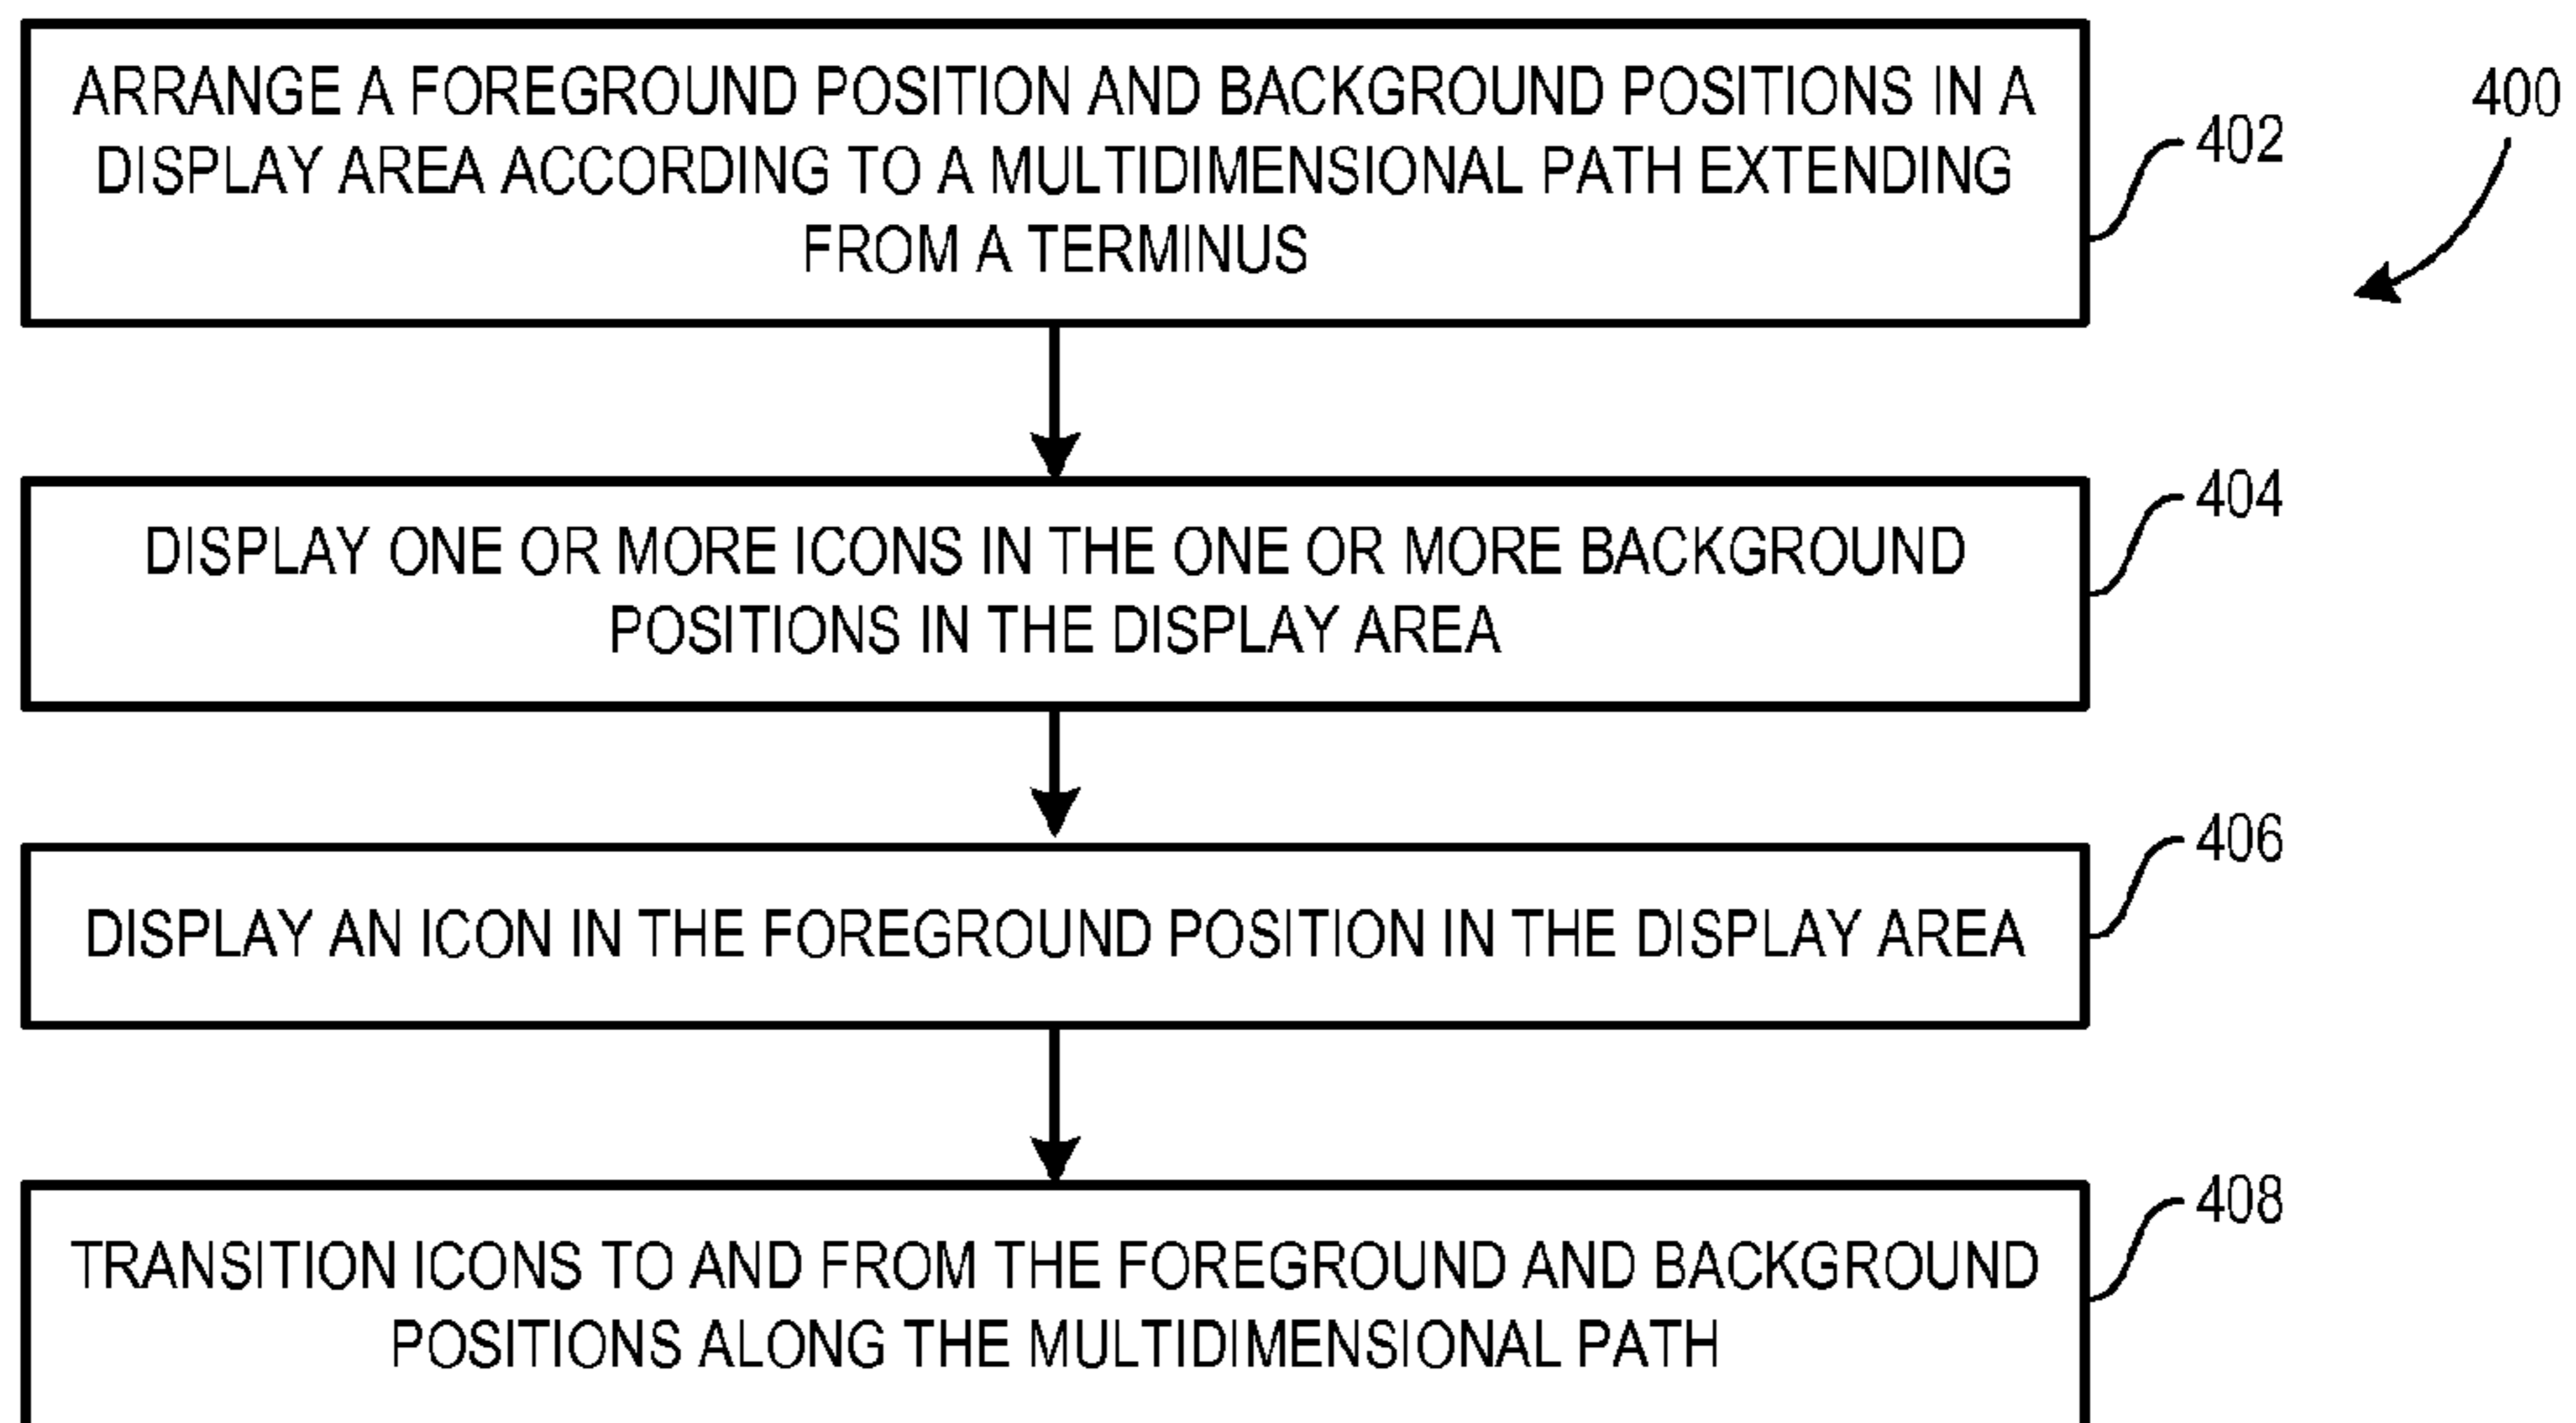 ARRANGE A FOREGROUND POSITION AND BACKGROUND POSITIONS IN A
DISPLAY AREA ACCORDING TO A MULTIDIMENSIONAL PATH EXTENDING
FROM A TERMINUS
402
400
DISPLAY ONE OR MORE ICONS IN THE ONE OR MORE BACKGROUND
POSITIONS IN THE DISPLAY AREA
404
DISPLAY AN ICON IN THE FOREGROUND POSITION IN THE DISPLAY AREA
406
TRANSITION ICONS TO AND FROM THE FOREGROUND AND BACKGROUND
POSITIONS ALONG THE MULTIDIMENSIONAL PATH
408